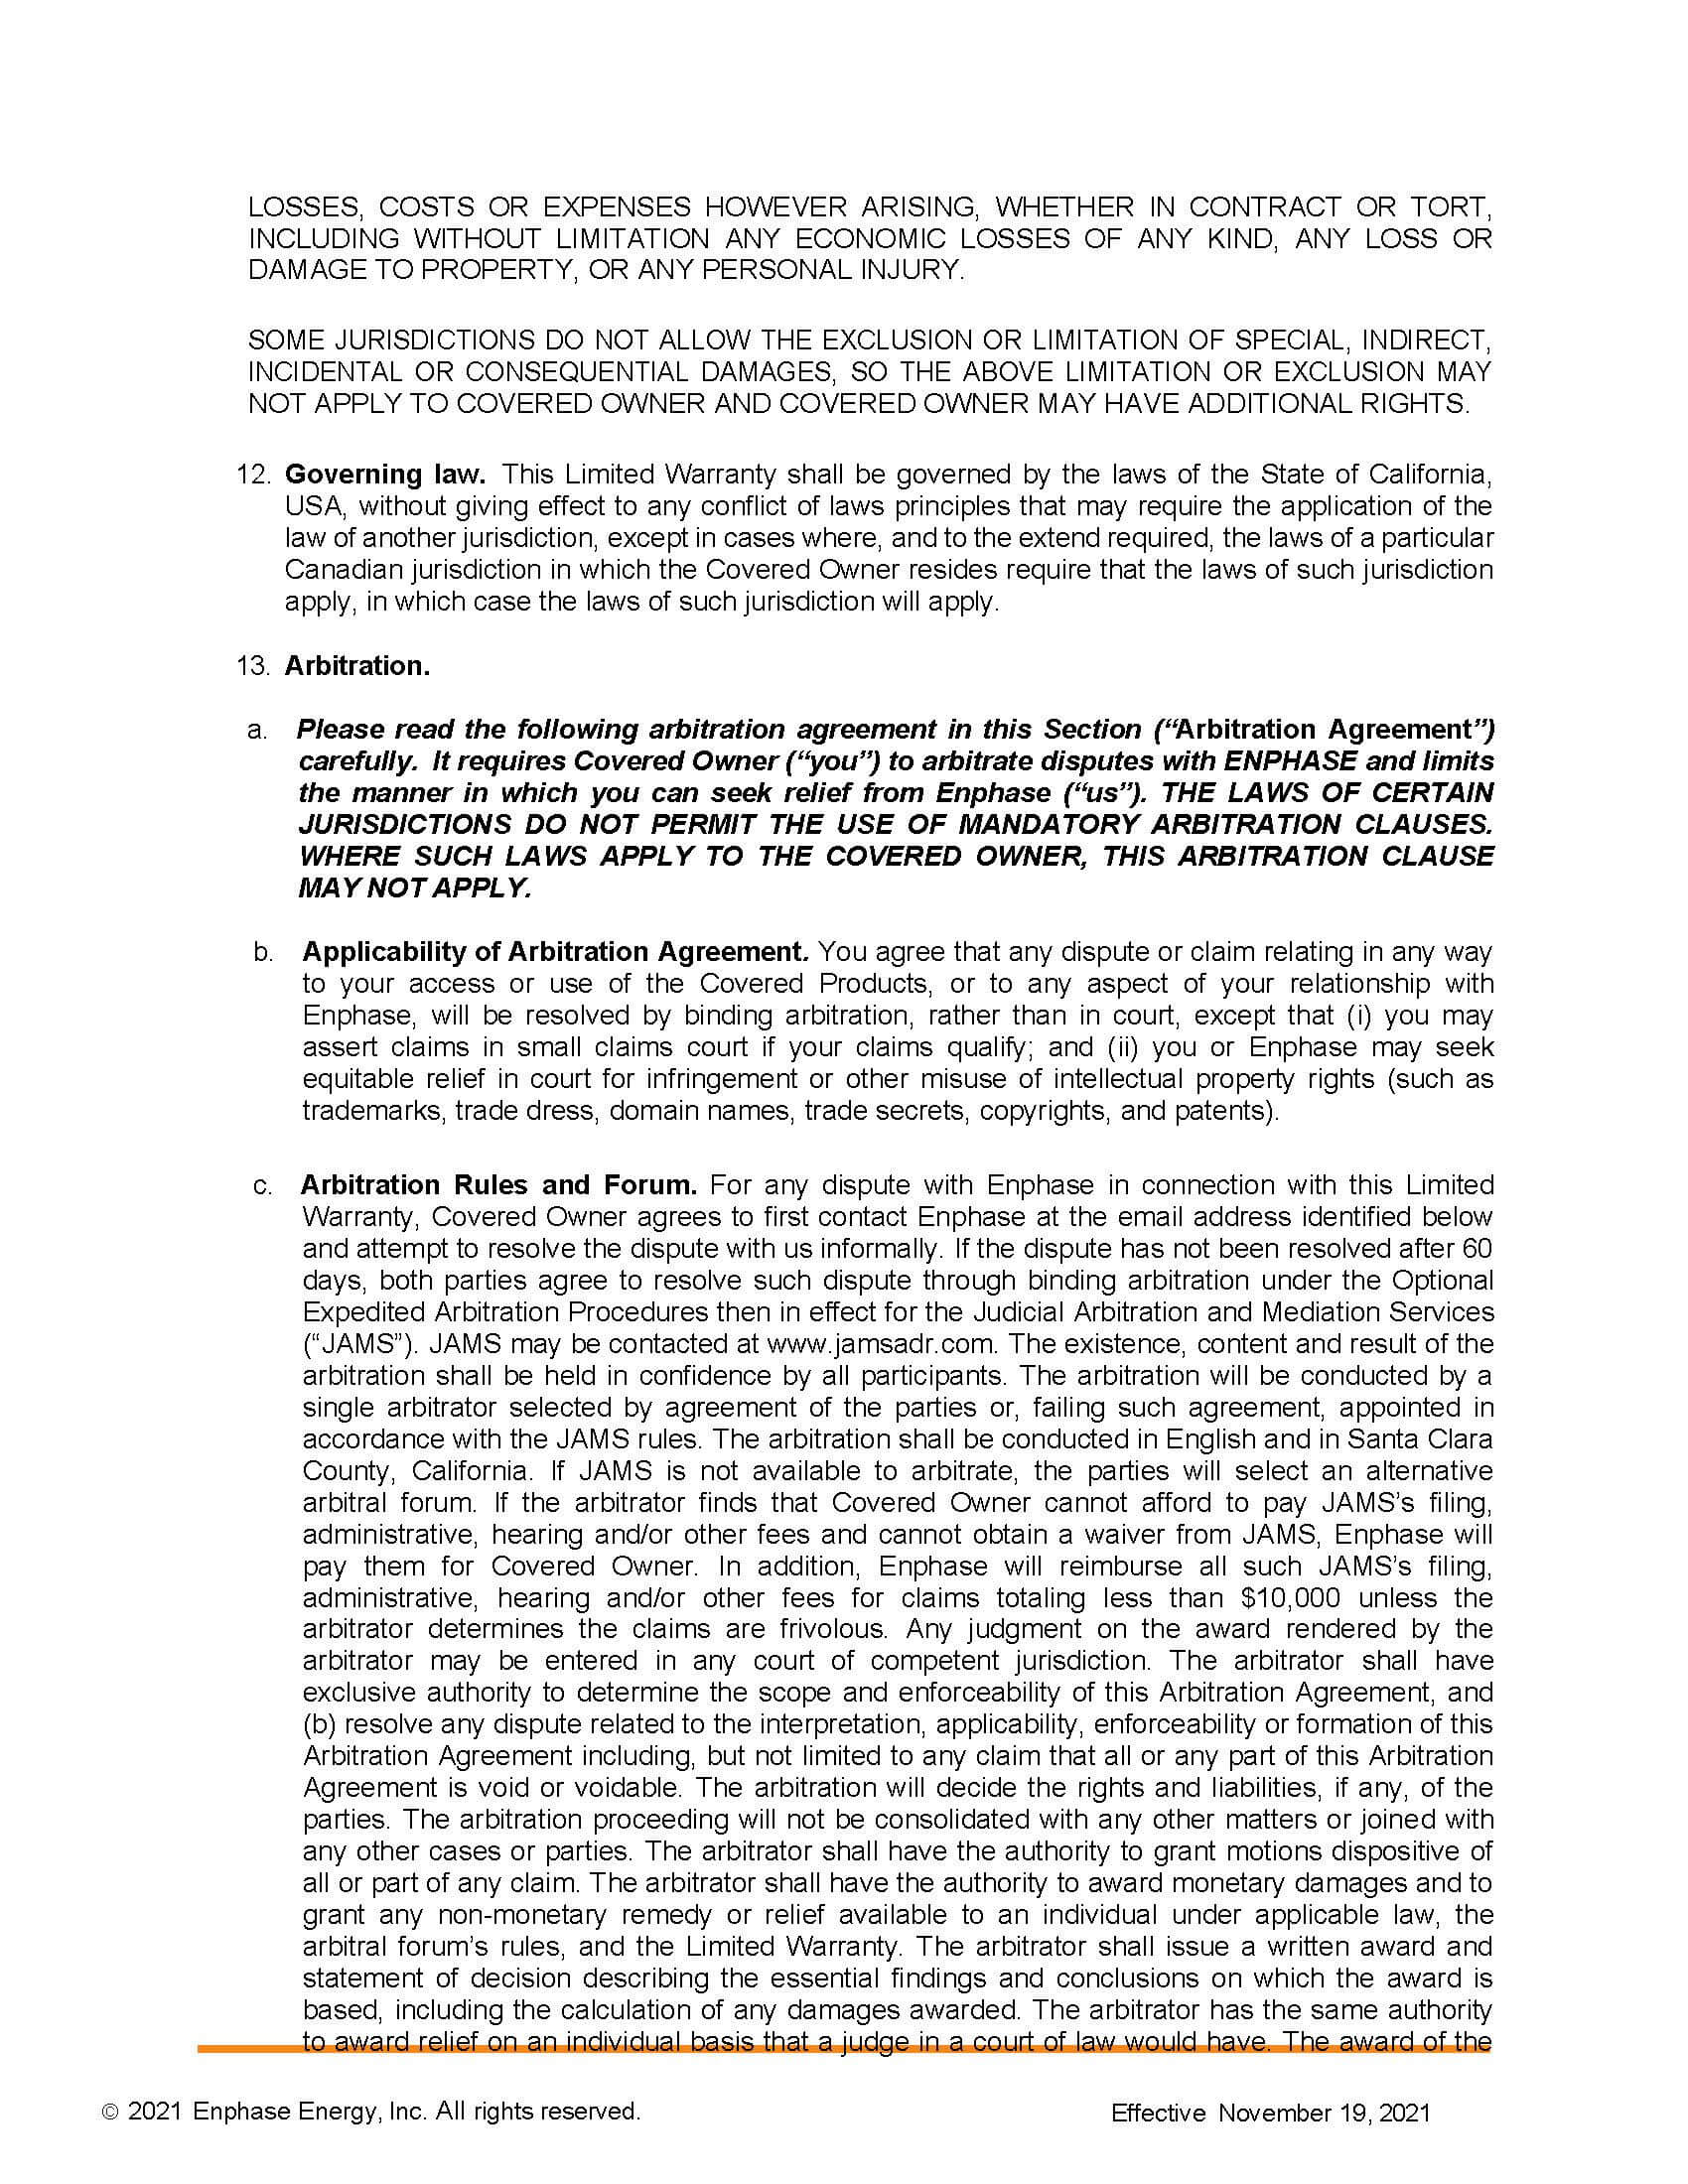 LOSSES, COSTS OR EXPENSES HOWEVER ARISING, WHETHER IN CONTRACT OR TORT,
INCLUDING WITHOUT LIMITATION ANY ECONOMIC LOSSES OF ANY KIND, ANY LOSS OR
DAMAGE TO PROPERTY, OR ANY PERSONAL INJURY.
SOME JURISDICTIONS DO NOT ALLOW THE EXCLUSION OR LIMITATION OF SPECIAL, INDIRECT,
INCIDENTAL OR CONSEQUENTIAL DAMAGES, SO THE ABOVE LIMITATION OR EXCLUSION MAY
NOT APPLY TO COVERED OWNER AND COVERED OWNER MAY HAVE ADDITIONAL RIGHTS.
12. Governing law. This Limited Warranty shall be governed by the laws of the State of California,
USA, without giving effect to any conflict of laws principles that may require the application of the
law of another jurisdiction, except in cases where, and to the extend required, the laws of a particular
Canadian jurisdiction in which the Covered Owner resides require that the laws of such jurisdiction
apply, in which case the laws of such jurisdiction will apply.
13. Arbitration.
a. Please read the following arbitration agreement in this Section (“Arbitration Agreement”)
carefully. It requires Covered Owner (“you”) to arbitrate disputes with ENPHASE and limits
the manner in which you can seek relief from Enphase (“us”). THE LAWS OF CERTAIN
JURISDICTIONS DO NOT PERMIT THE USE OF MANDATORY ARBITRATION CLAUSES.
WHERE SUCH LAWS APPLY TO THE COVERED OWNER, THIS ARBITRATION CLAUSE
MAY NOT APPLY.
b. Applicability of Arbitration Agreement. You agree that any dispute or claim relating in any way
to your access or use of the Covered Products, or to any aspect of your relationship with
Enphase, will be resolved by binding arbitration, rather than in court, except that (i) you may
assert claims in small claims court if your claims qualify; and (ii) you or Enphase may seek
equitable relief in court for infringement or other misuse of intellectual property rights (such as
trademarks, trade dress, domain names, trade secrets, copyrights, and patents).
c. Arbitration Rules and Forum. For any dispute with Enphase in connection with this Limited
Warranty, Covered Owner agrees to first contact Enphase at the email address identified below
and attempt to resolve the dispute with us informally. If the dispute has not been resolved after 60
days, both parties agree to resolve such dispute through binding arbitration under the Optional
Expedited Arbitration Procedures then in effect for the Judicial Arbitration and Mediation Services
(“JAMS”). JAMS may be contacted at www.jamsadr.com. The existence, content and result of the
arbitration shall be held in confidence by all participants. The arbitration will be conducted by a
single arbitrator selected by agreement of the parties or, failing such agreement, appointed in
accordance with the JAMS rules. The arbitration shall be conducted in English and in Santa Clara
County, California. If JAMS is not available to arbitrate, the parties will select an alternative
arbitral forum. If the arbitrator finds that Covered Owner cannot afford to pay JAMS’s filing,
administrative, hearing and/or other fees and cannot obtain a waiver from JAMS, Enphase will
pay them for Covered Owner. In addition, Enphase will reimburse all such JAMS’s filing,
administrative, hearing and/or other fees for claims totaling less than $10,000 unless the
arbitrator determines the claims are frivolous. Any judgment on the award rendered by the
arbitrator may be entered in any court of competent jurisdiction. The arbitrator shall have
exclusive authority to determine the scope and enforceability of this Arbitration Agreement, and
(b) resolve any dispute related to the interpretation, applicability, enforceability or formation of this
Arbitration Agreement including, but not limited to any claim that all or any part of this Arbitration
Agreement is void or voidable. The arbitration will decide the rights and liabilities, if any, of the
parties. The arbitration proceeding will not be consolidated with any other matters or joined with
any other cases or parties. The arbitrator shall have the authority to grant motions dispositive of
all or part of any claim. The arbitrator shall have the authority to award monetary damages and to
grant any non-monetary remedy or relief available to an individual under applicable law, the
arbitral forum’s rules, and the Limited Warranty. The arbitrator shall issue a written award and
statement of decision describing the essential findings and conclusions on which the award is
based, including the calculation of any damages awarded. The arbitrator has the same authority
to award relief on an individual basis that a judge in a court of law would have. The award of the
© 2021 Enphase Energy, Inc. All rights reserved.
Effective November 19, 2021